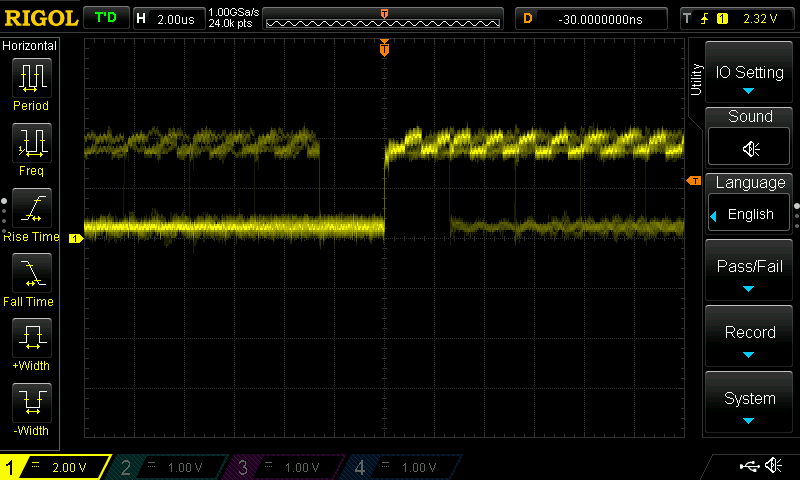 RIGOL T'D H 2.00us 1.00GSa/s 24.0k pts T D -30.0000000ns T 1 2.32 V
Horizontal
Period
Freq
Rise Time
Fall Time
+Width
-Width
T
1
T
Utility
IO Setting
Sound
Language
English
Pass/Fail
Record
System
1 2.00 V 2 1.00 V 3 1.00 V 4 1.00 V